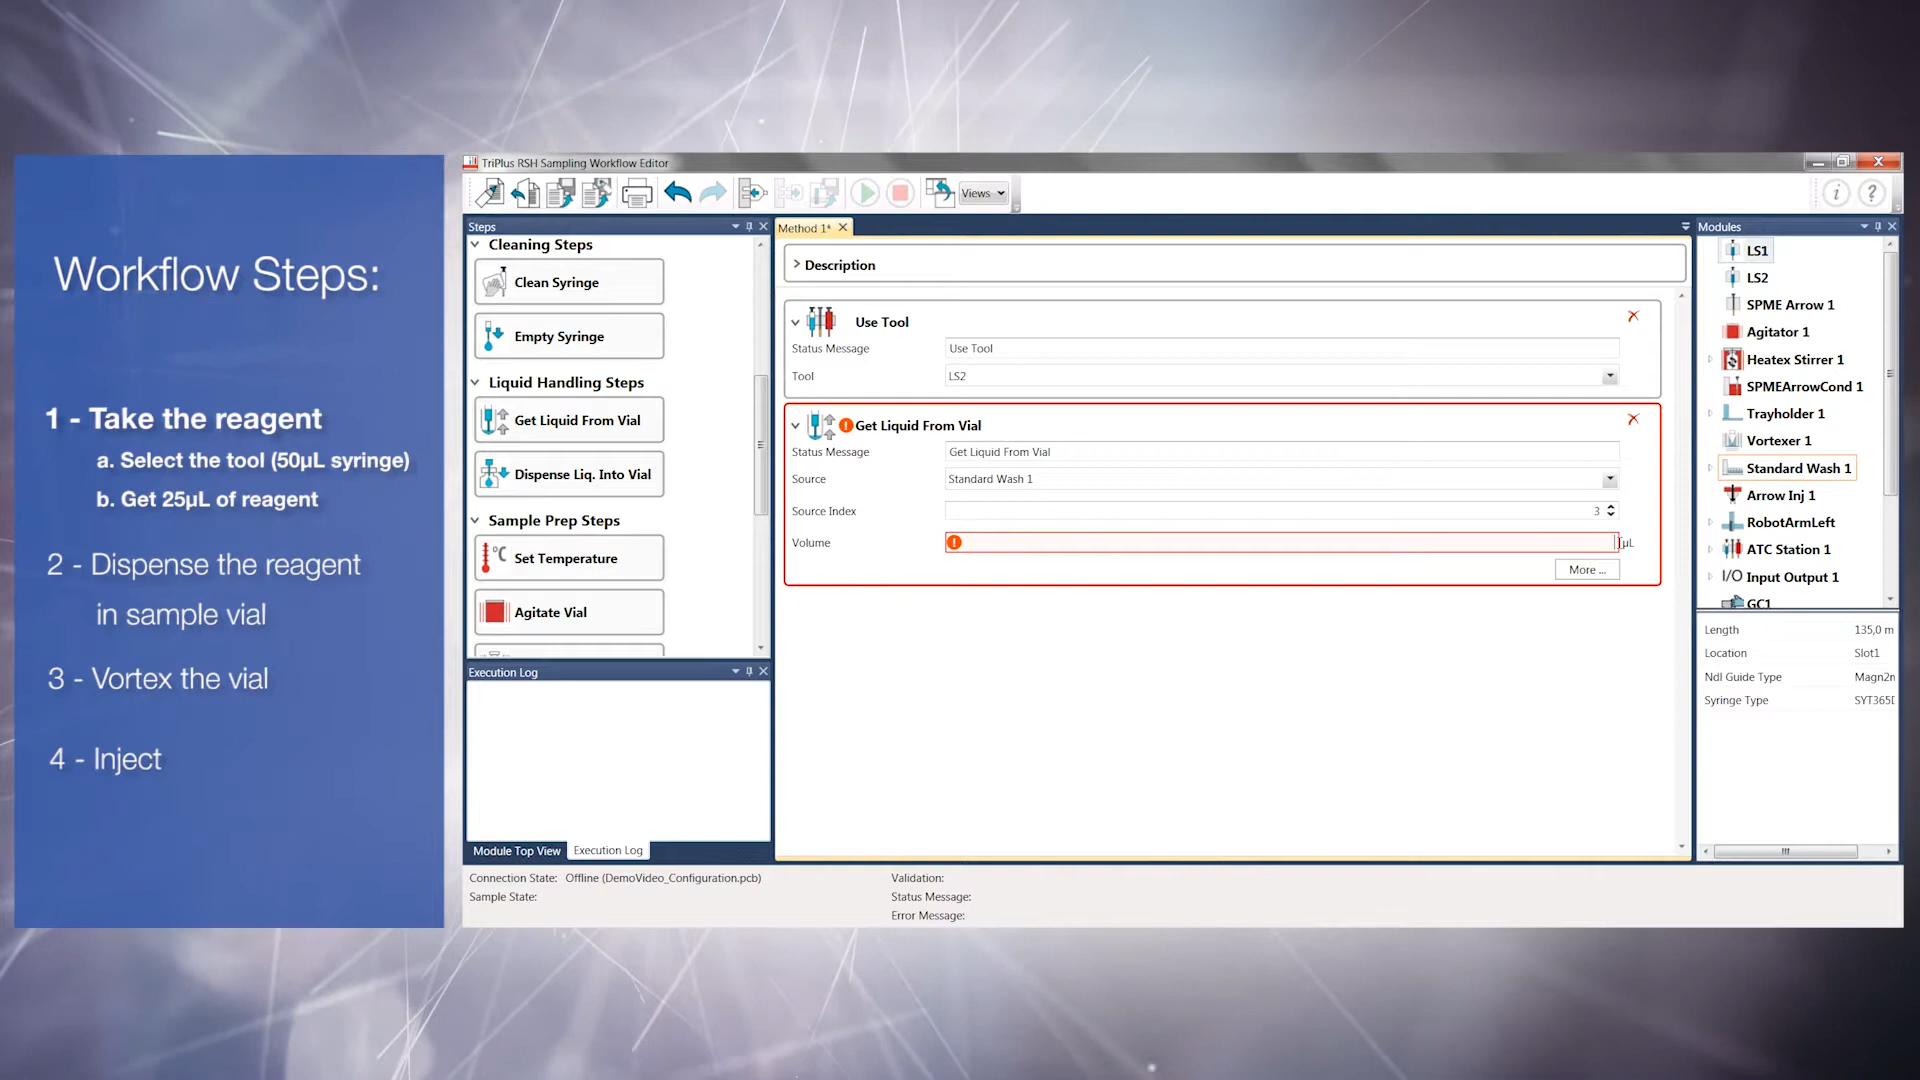 Workflow Steps:
1 - Take the reagent
a. Select the tool (50µL syringe)
b. Get 25µL of reagent
2 - Dispense the reagent
in sample vial
3 - Vortex the vial
4 - Inject
TriPlus RSH Sampling Workflow Editor
Views
Steps
Cleaning Steps
Clean Syringe
Empty Syringe
Liquid Handling Steps
Get Liquid From Vial
Dispense Liq. Into Vial
Sample Prep Steps
°C Set Temperature
Agitate Vial
Execution Log
Module Top View Execution Log
Method 1*
Description
Use Tool
Status Message Use Tool
Tool LS2
Get Liquid From Vial
Status Message Get Liquid From Vial
Source Standard Wash 1
Source Index 3
Volume µL
More ...
Modules
LS1
LS2
SPME Arrow 1
Agitator 1
Heatex Stirrer 1
SPMEArrowCond 1
Trayholder 1
Vortexer 1
Standard Wash 1
Arrow Inj 1
RobotArmLeft
ATC Station 1
I/O Input Output 1
GC1
Length 135,0 m
Location Slot1
Ndl Guide Type Magn2
Syringe Type SYT365
Connection State: Offline (DemoVideo_Configuration.pcb)
Sample State:
Validation:
Status Message:
Error Message: